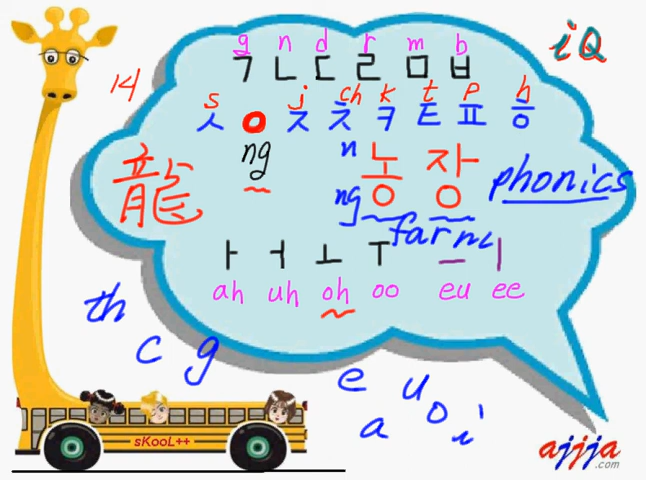 g n d r m b
iQ
ㄱ ㄴ ㄷ ㄹ ㅁ ㅂ
14
s j ch k t p h
ㅅ ㅇ ㅈ ㅊ ㅋ ㅌ ㅍ ㅎ
ng
龍
n 농장
ng
phonics
farm
ㅏ ㅓ ㅗ ㅜ ㅡ ㅣ
ah uh oh oo eu ee
th
c g
e u
a o i
sKooL++
ajjja.com